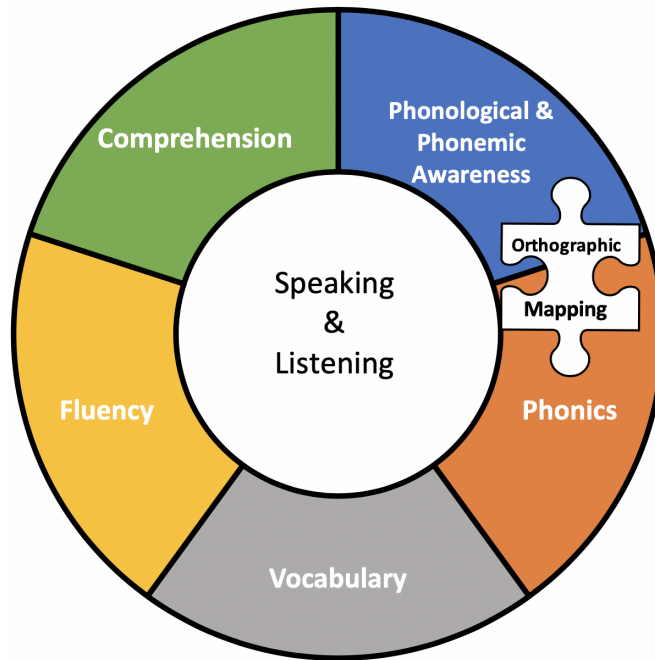 Comprehension
Phonological &
Phonemic
Awareness
Orthographic
Mapping
Speaking
&
Listening
Fluency
Phonics
Vocabulary